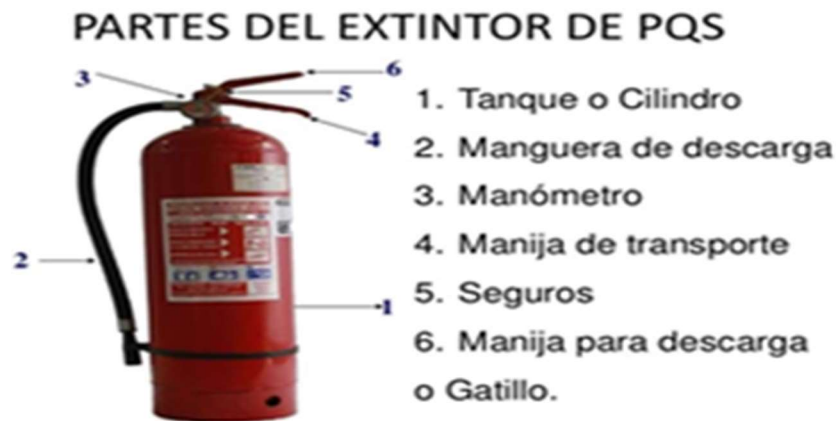 PARTES DEL EXTINTOR DE PQS
3
6
5
4
2
1
1. Tanque o Cilindro
2. Manguera de descarga
3. Manómetro
4. Manija de transporte
5. Seguros
6. Manija para descarga
o Gatillo.